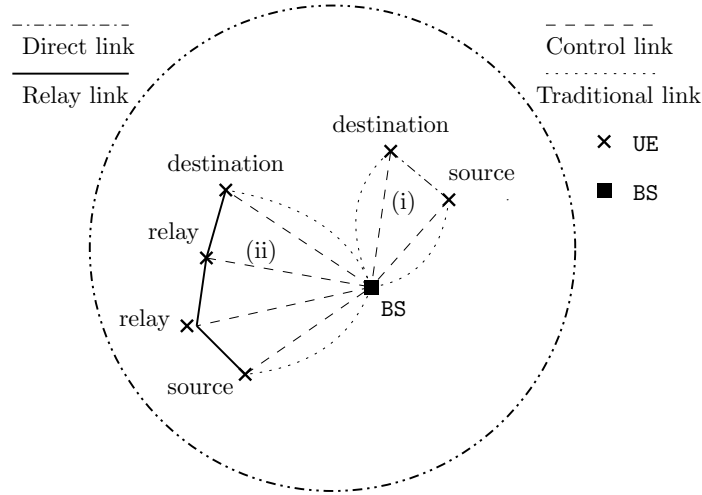 Direct link
Relay link
Control link
Traditional link
UE
BS
destination
source
(i)
destination
relay
(ii)
relay
source
BS